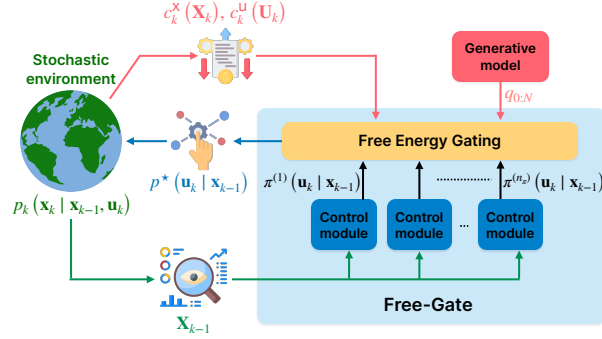 c_k^x (X_k), c_k^u (U_k)
Stochastic
environment
Generative
model
q_{0:N}
Free Energy Gating
p^⋆ (u_k | x_{k-1})
π^{(1)} (u_k | x_{k-1})
π^{(n_π)} (u_k | x_{k-1})
p_k (x_k | x_{k-1}, u_k)
Control
module
Control
module
...
Control
module
X_{k-1}
Free-Gate